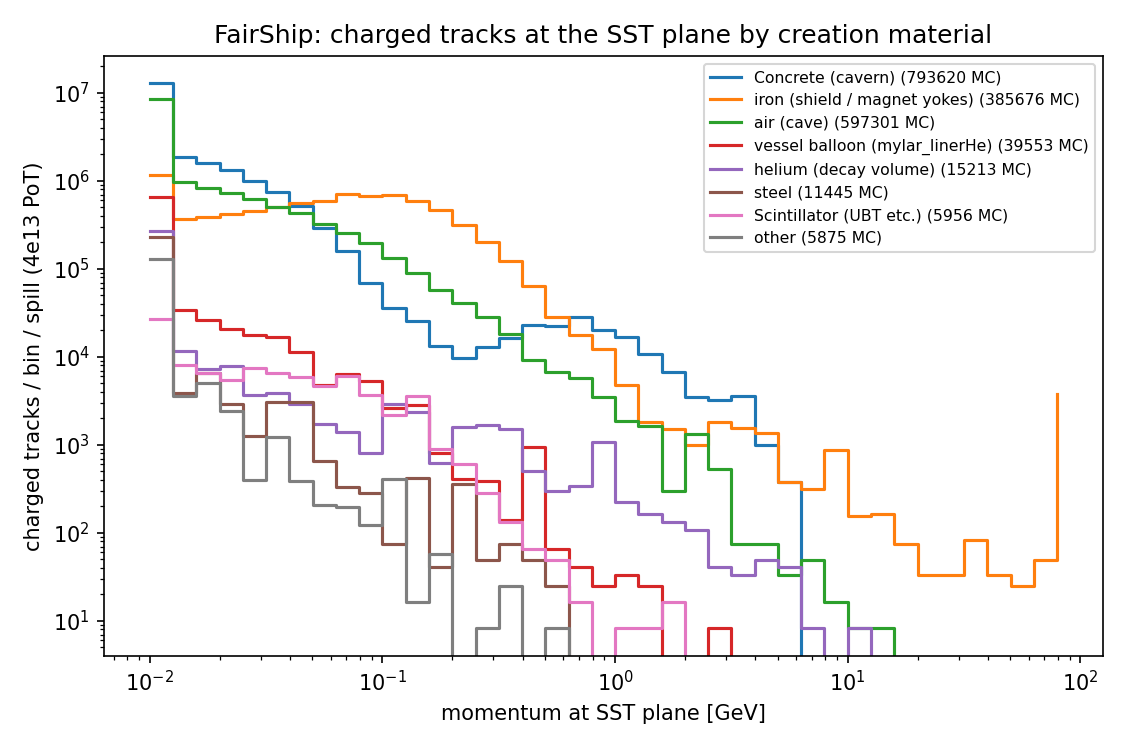 FairShip: charged tracks at the SST plane by creation material
Concrete (cavern) (793620 MC)
iron (shield / magnet yokes) (385676 MC)
air (cave) (597301 MC)
vessel balloon (mylar_linerHe) (39553 MC)
helium (decay volume) (15213 MC)
steel (11445 MC)
Scintillator (UBT etc.) (5956 MC)
other (5875 MC)
charged tracks / bin / spill (4e13 PoT)
10⁷
10⁶
10⁵
10⁴
10³
10²
10¹
10⁻²
10⁻¹
10⁰
10¹
10²
momentum at SST plane [GeV]